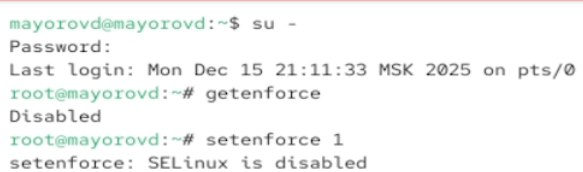 mayorovd@mayorovd:~$ su -
Password:
Last login: Mon Dec 15 21:11:33 MSK 2025 on pts/0
root@mayorovd:~# getenforce
Disabled
root@mayorovd:~# setenforce 1
setenforce: SELinux is disabled